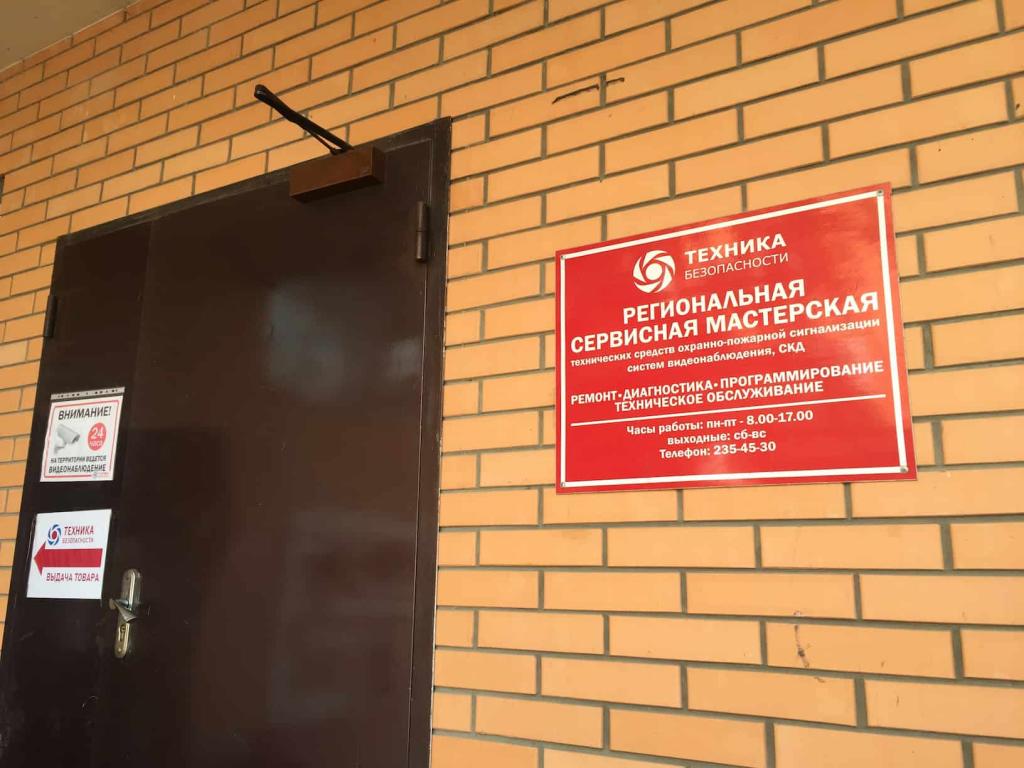 ТЕХНИКА
БЕЗОПАСНОСТИ
РЕГИОНАЛЬНАЯ
СЕРВИСНАЯ МАСТЕРСКАЯ
технических средств охранно-пожарной сигнализации
систем видеонаблюдения, СКД
РЕМОНТ•ДИАГНОСТИКА•ПРОГРАММИРОВАНИЕ
ТЕХНИЧЕСКОЕ ОБСЛУЖИВАНИЕ
Часы работы: пн-пт - 8.00-17.00
выходные: сб-вс
Телефон: 235-45-30
ВНИМАНИЕ!
24
ЧАСА
НА ТЕРРИТОРИИ ВЕДЕТСЯ
ВИДЕОНАБЛЮДЕНИЕ
ТЕХНИКА
БЕЗОПАСНОСТИ
ВЫДАЧА ТОВАРА